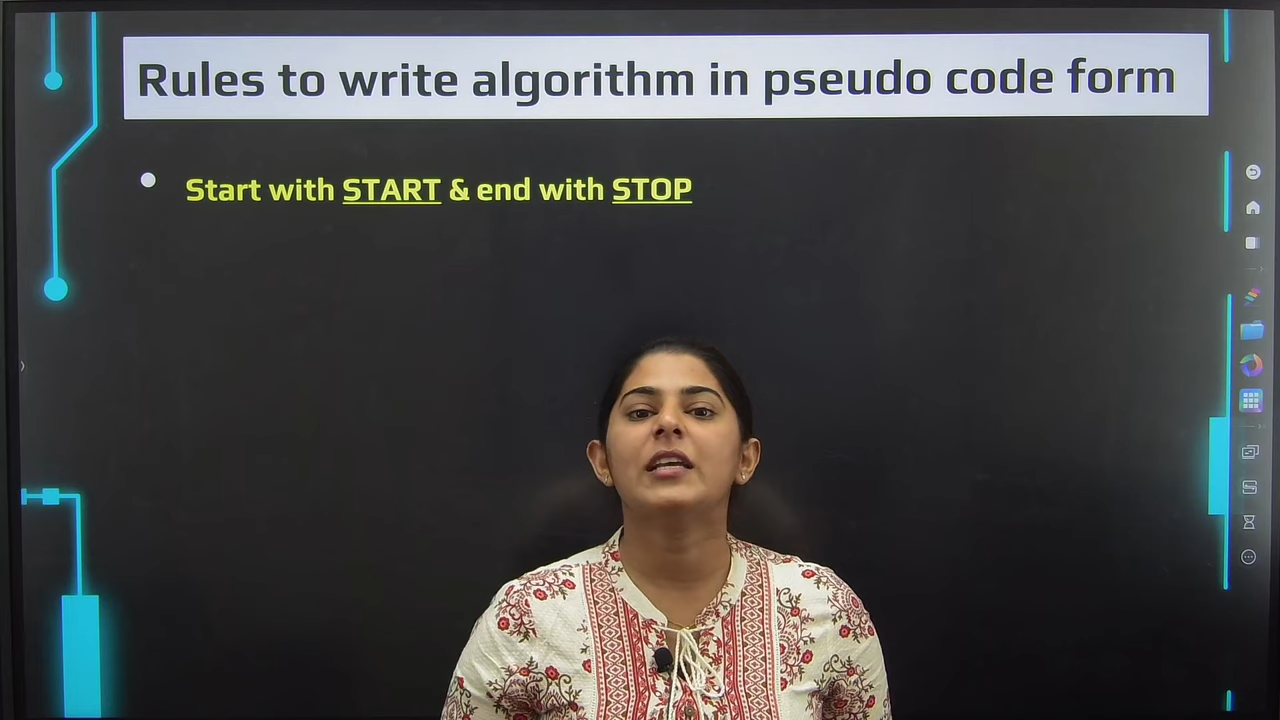 Rules to write algorithm in pseudo code form
Start with START & end with STOP